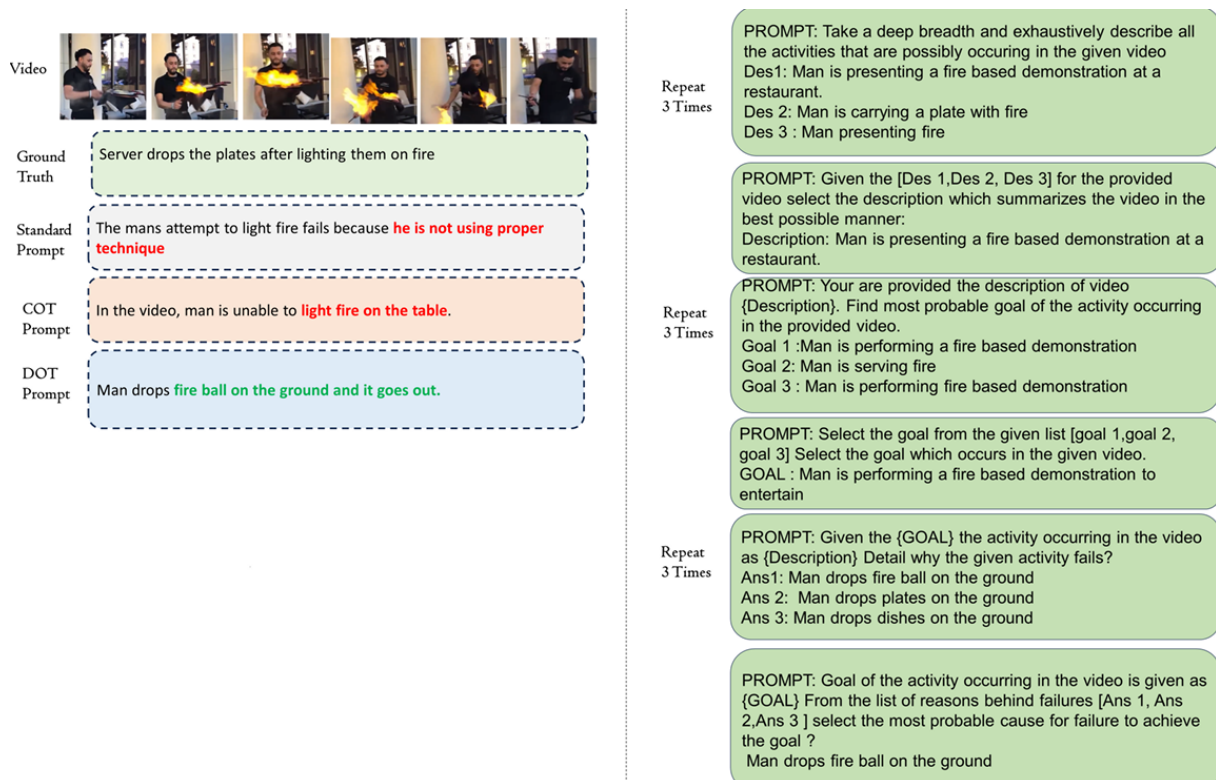 Video
Ground
Truth
Server drops the plates after lighting them on fire
Standard
Prompt
The mans attempt to light fire fails because he is not using proper
technique
COT
Prompt
In the video, man is unable to light fire on the table.
DOT
Prompt
Man drops fire ball on the ground and it goes out.
Repeat
3 Times
PROMPT: Take a deep breadth and exhaustively describe all
the activities that are possibly occuring in the given video
Des1: Man is presenting a fire based demonstration at a
restaurant.
Des 2: Man is carrying a plate with fire
Des 3 : Man presenting fire
PROMPT: Given the [Des 1,Des 2, Des 3] for the provided
video select the description which summarizes the video in the
best possible manner:
Description: Man is presenting a fire based demonstration at a
restaurant.
Repeat
3 Times
PROMPT: Your are provided the description of video
{Description}. Find most probable goal of the activity occurring
in the provided video.
Goal 1 :Man is performing a fire based demonstration
Goal 2: Man is serving fire
Goal 3 : Man is performing fire based demonstration
PROMPT: Select the goal from the given list [goal 1,goal 2,
goal 3] Select the goal which occurs in the given video.
GOAL : Man is performing a fire based demonstration to
entertain
Repeat
3 Times
PROMPT: Given the {GOAL} the activity occurring in the video
as {Description} Detail why the given activity fails?
Ans1: Man drops fire ball on the ground
Ans 2:  Man drops plates on the ground
Ans 3: Man drops dishes on the ground
PROMPT: Goal of the activity occurring in the video is given as
{GOAL} From the list of reasons behind failures [Ans 1, Ans
2,Ans 3 ] select the most probable cause for failure to achieve
the goal ?
Man drops fire ball on the ground